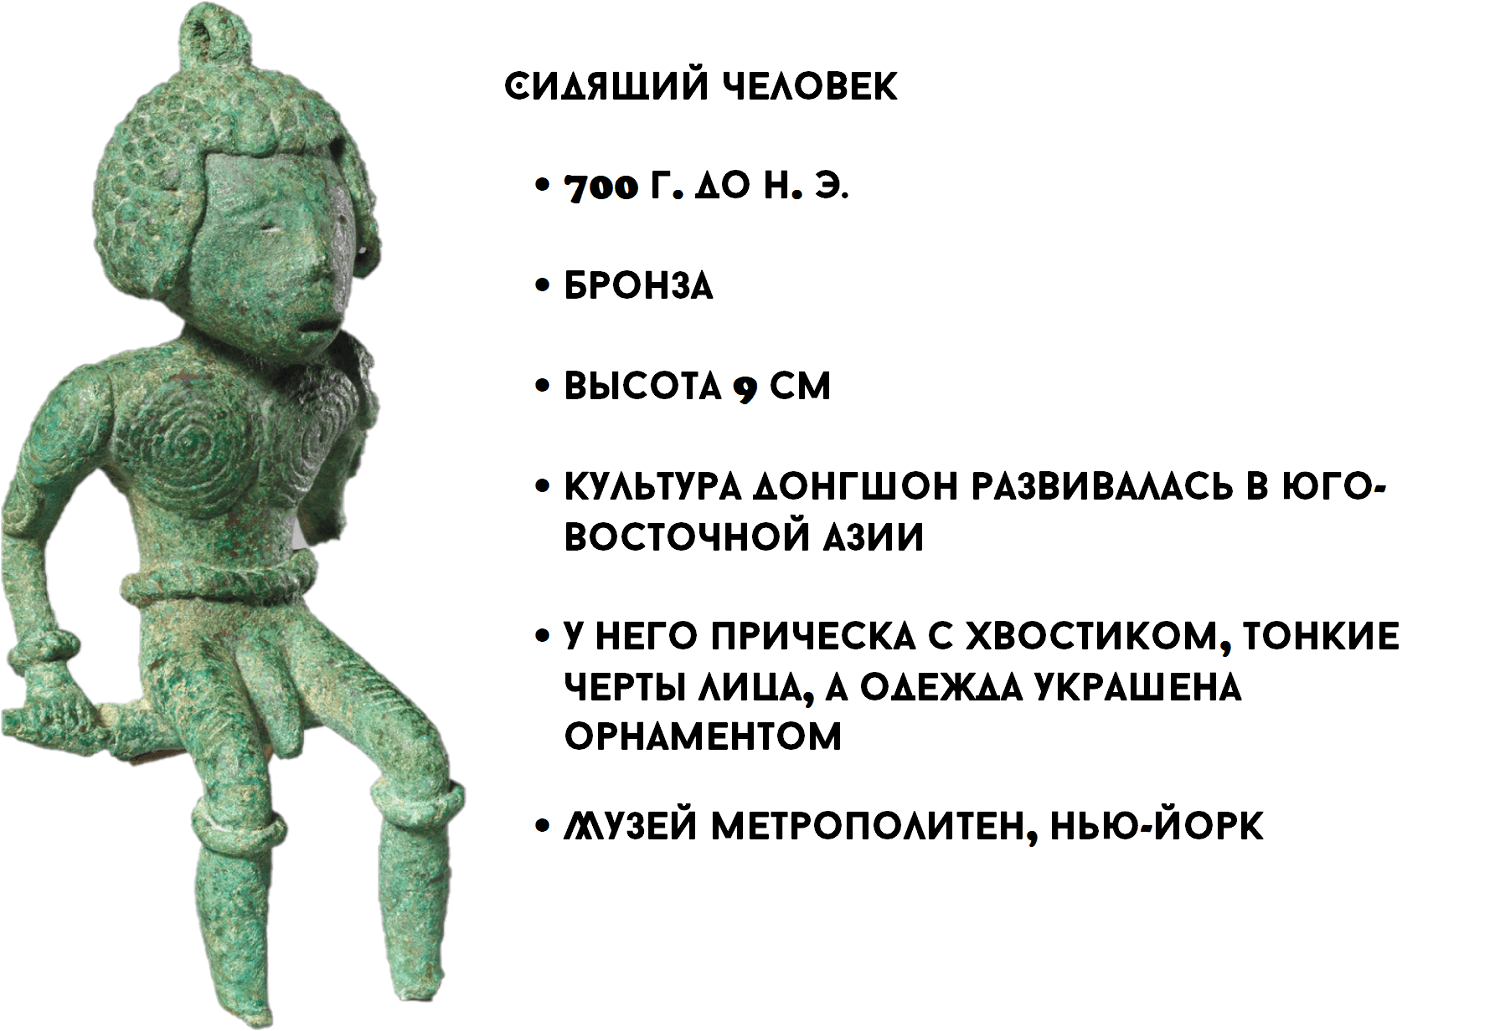 СИДЯЩИЙ ЧЕЛОВЕК
• 700 Г. ДО Н. Э.
• БРОНЗА
• ВЫСОТА 9 СМ
• КУЛЬТУРА ДОНГШОН РАЗВИВАЛАСЬ В ЮГО-
ВОСТОЧНОЙ АЗИИ
• У НЕГО ПРИЧЕСКА С ХВОСТИКОМ, ТОНКИЕ
ЧЕРТЫ ЛИЦА, А ОДЕЖДА УКРАШЕНА
ОРНАМЕНТОМ
• МУЗЕЙ МЕТРОПОЛИТЕН, НЬЮ-ЙОРК